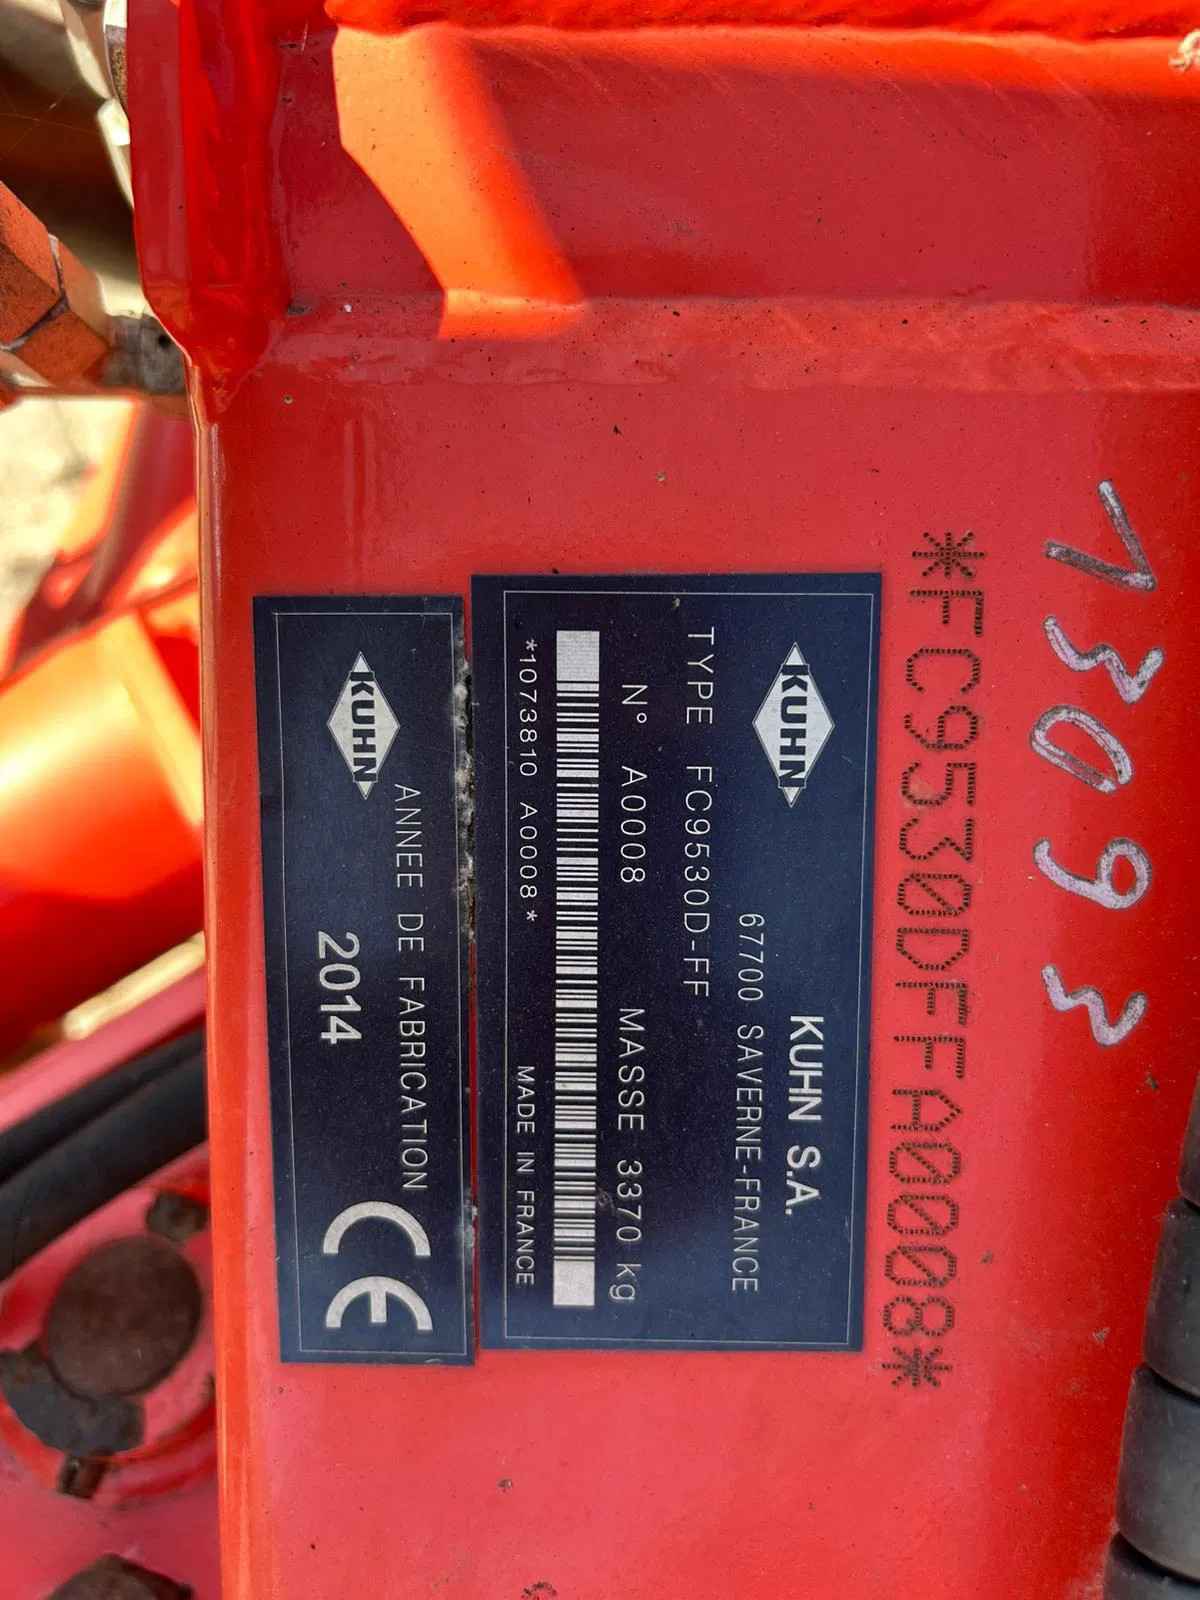 13093
*FC9530DFFA0008*
KUHN
KUHN S.A.
67700 SAVERNE-FRANCE
TYPE FC9530D-FF
N° A0008 MASSE 3370 kg
*1073810 A0008* MADE IN FRANCE
KUHN
ANNEE DE FABRICATION
2014
CE